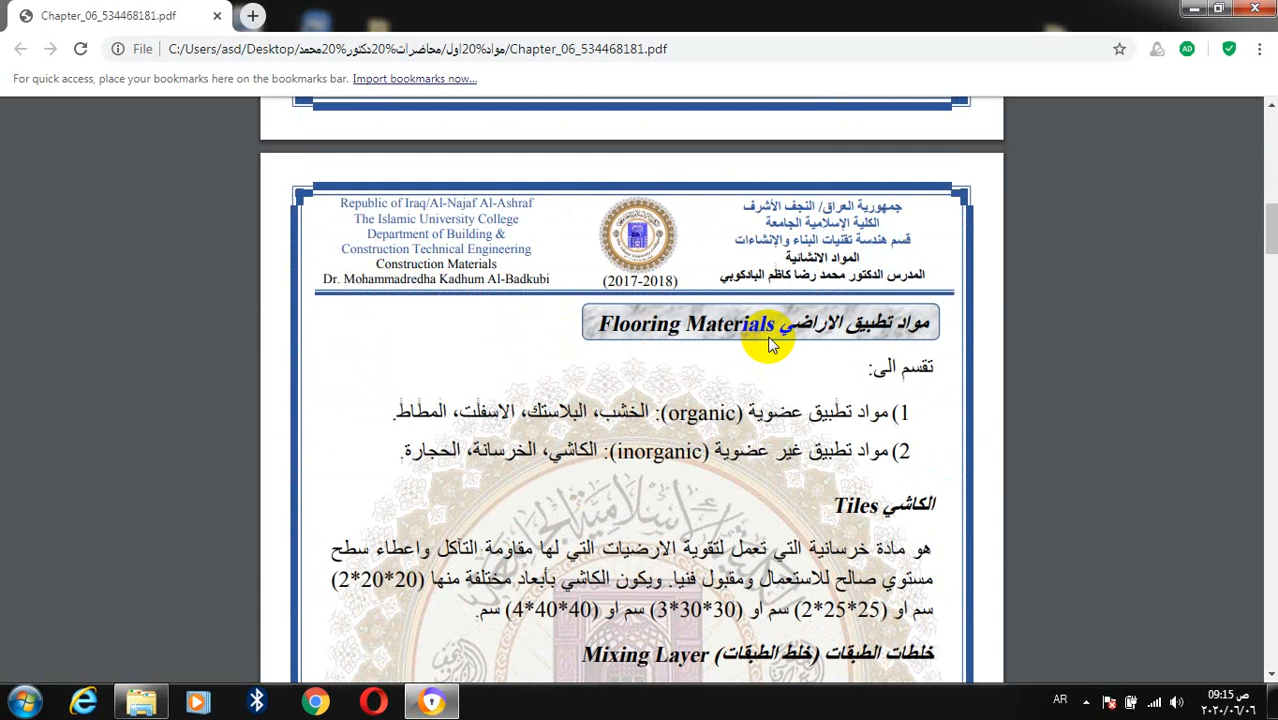 Chapter_06_534468181.pdf
File | C:/Users/asd/Desktop/محاضرات%20دكتور%20محمد/مواد%20اول/Chapter_06_534468181.pdf
For quick access, place your bookmarks here on the bookmarks bar. Import bookmarks now...
Republic of Iraq/Al-Najaf Al-Ashraf
The Islamic University College
Department of Building &
Construction Technical Engineering
Construction Materials
Dr. Mohammadredha Kadhum Al-Badkubi
(2017-2018)
جمهورية العراق/ النجف الأشرف
الكلية الإسلامية الجامعة
قسم هندسة تقنيات البناء والإنشاءات
المواد الانشائية
المدرس الدكتور محمد رضا كاظم البادكوبي
مواد تطبيق الاراضي Flooring Materials
تقسم الى:
1) مواد تطبيق عضوية (organic): الخشب، البلاستك، الاسفلت، المطاط.
2) مواد تطبيق غير عضوية (inorganic): الكاشي، الخرسانة، الحجارة.
الكاشي Tiles
هو مادة خرسانية التي تعمل لتقوية الارضيات التي لها مقاومة التآكل واعطاء سطح
مستوي صالح للاستعمال ومقبول فنيا. ويكون الكاشي بأبعاد مختلفة منها (20*20*2)
سم او (25*25*2) سم او (30*30*3) سم او (40*40*4) سم.
خلطات الطبقات (خلط الطبقات) Mixing Layer
AR
09:15 ص
٢٠٢٠/٠٦/٠٦